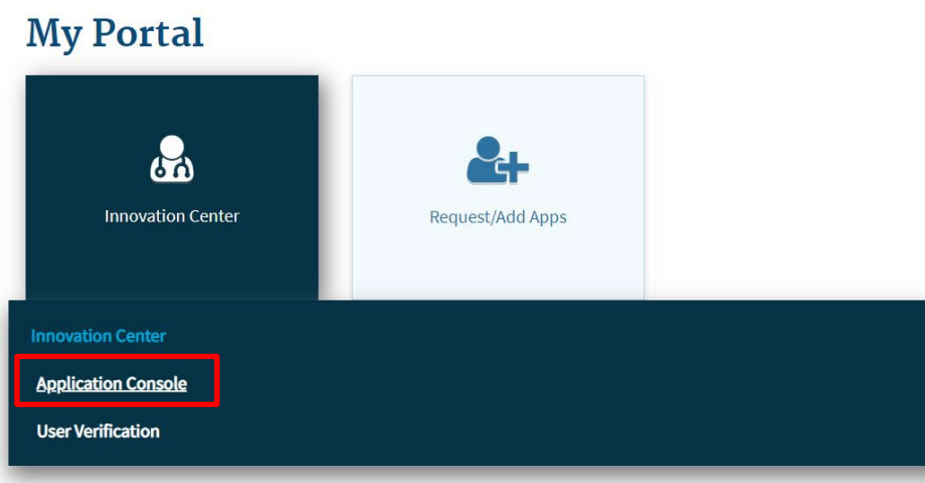 My Portal
Innovation Center
Request/Add Apps
Innovation Center
Application Console
User Verification